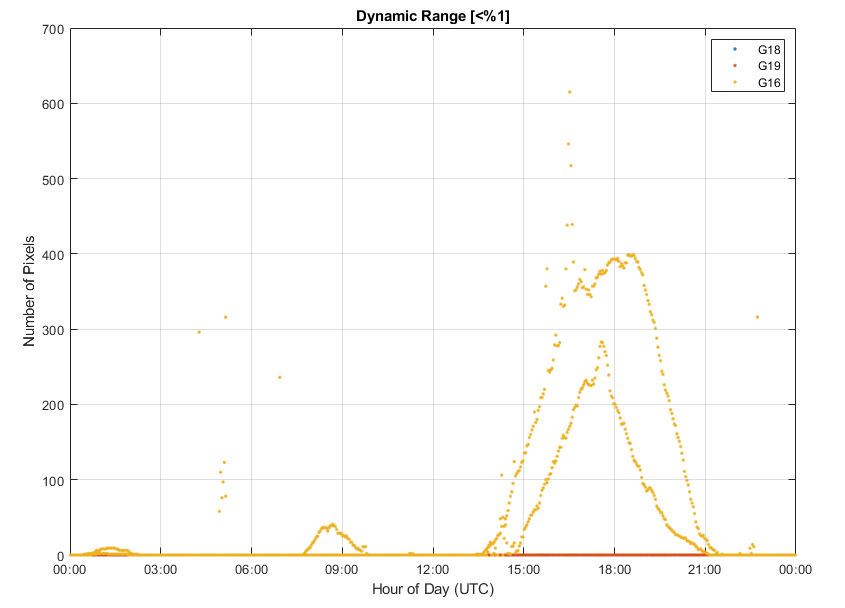 Dynamic Range [<%1]
700
600
500
400
300
200
100
0
Number of Pixels
G18
G19
G16
00:00 03:00 06:00 09:00 12:00 15:00 18:00 21:00 00:00
Hour of Day (UTC)